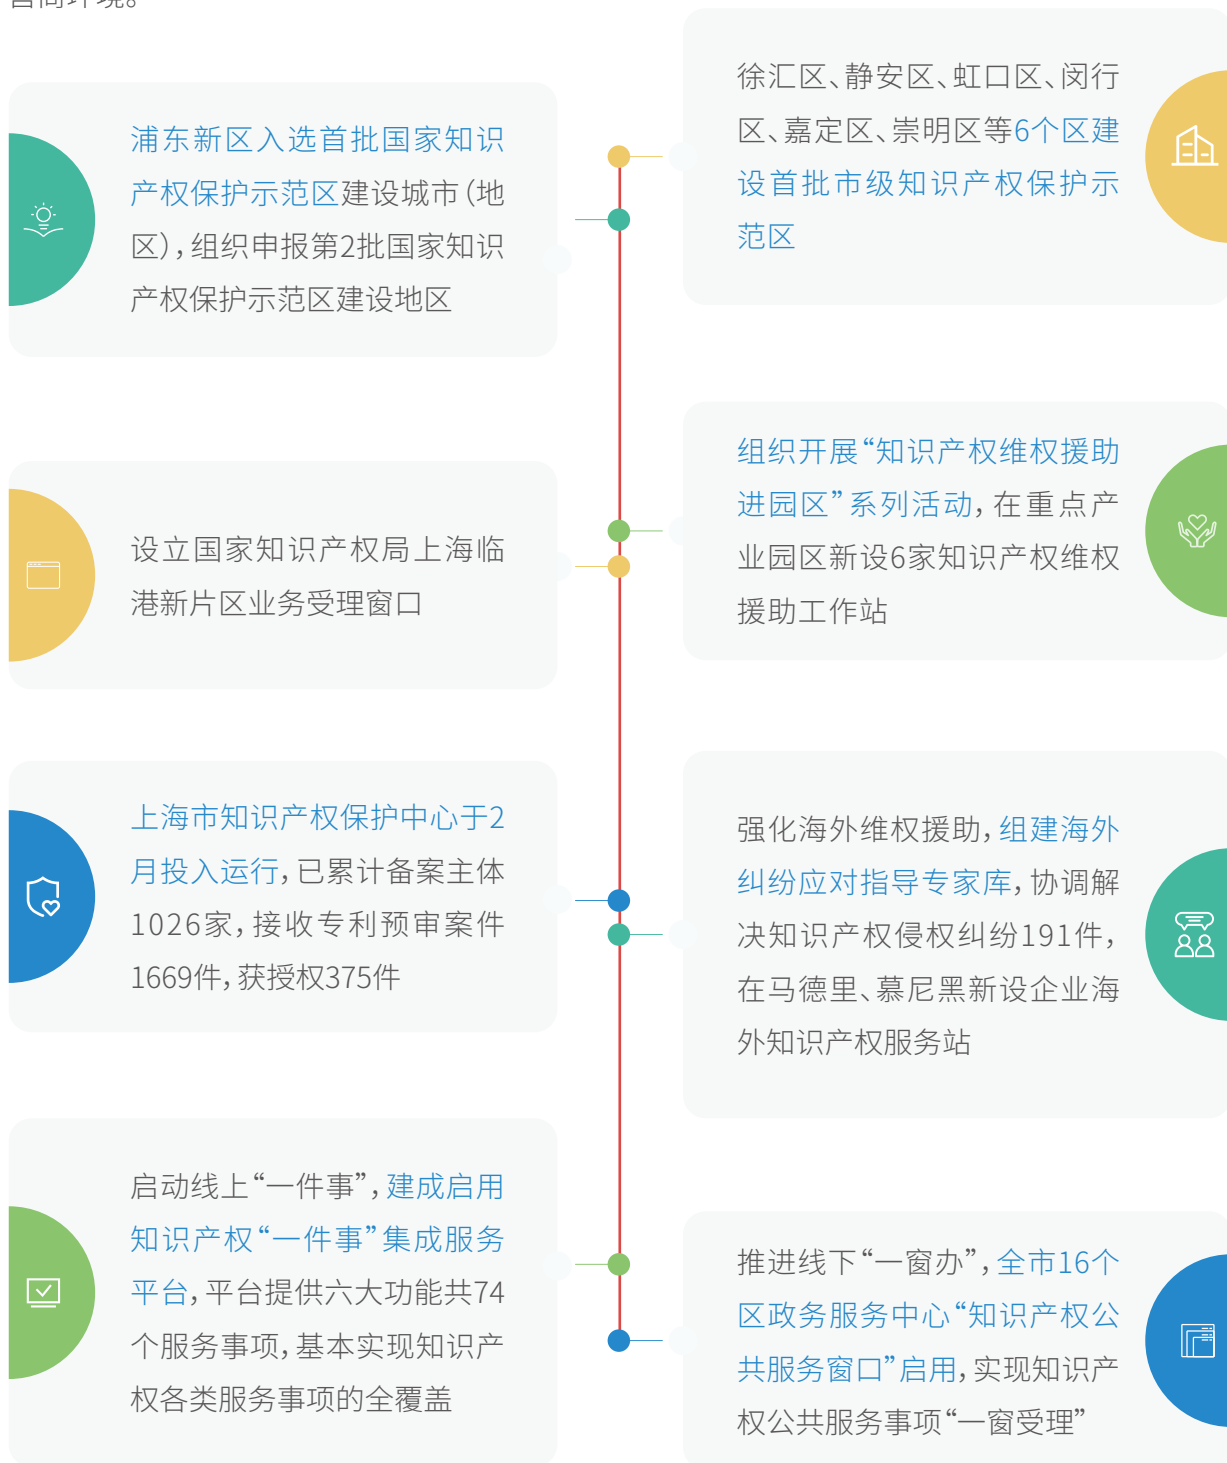 营商环境。
徐汇区、静安区、虹口区、闵行
区、嘉定区、崇明区等6个区建
设首批市级知识产权保护示
范区
浦东新区入选首批国家知识
产权保护示范区建设城市（地
区），组织申报第2批国家知识
产权保护示范区建设地区
组织开展“知识产权维权援助
进园区”系列活动，在重点产
业园区新设6家知识产权维权
援助工作站
设立国家知识产权局上海临
港新片区业务受理窗口
上海市知识产权保护中心于2
月投入运行，已累计备案主体
1026家，接收专利预审案件
1669件，获授权375件
强化海外维权援助，组建海外
纠纷应对指导专家库，协调解
决知识产权侵权纠纷191件，
在马德里、慕尼黑新设企业海
外知识产权服务站
启动线上“一件事”，建成启用
知识产权“一件事”集成服务
平台，平台提供六大功能共74
个服务事项，基本实现知识产
权各类服务事项的全覆盖
推进线下“一窗办”，全市16个
区政务服务中心“知识产权公
共服务窗口”启用，实现知识产
权公共服务事项“一窗受理”